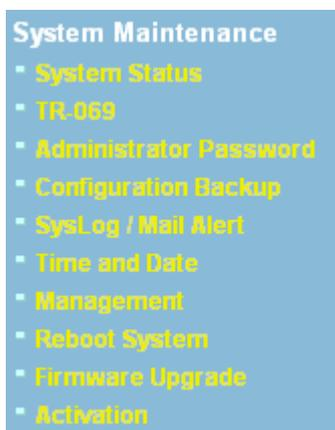 System Maintenance
System Status
TR-069
Administrator Password
Configuration Backup
SysLog / Mail Alert
Time and Date
Management
Reboot System
Firmware Upgrade
Activation